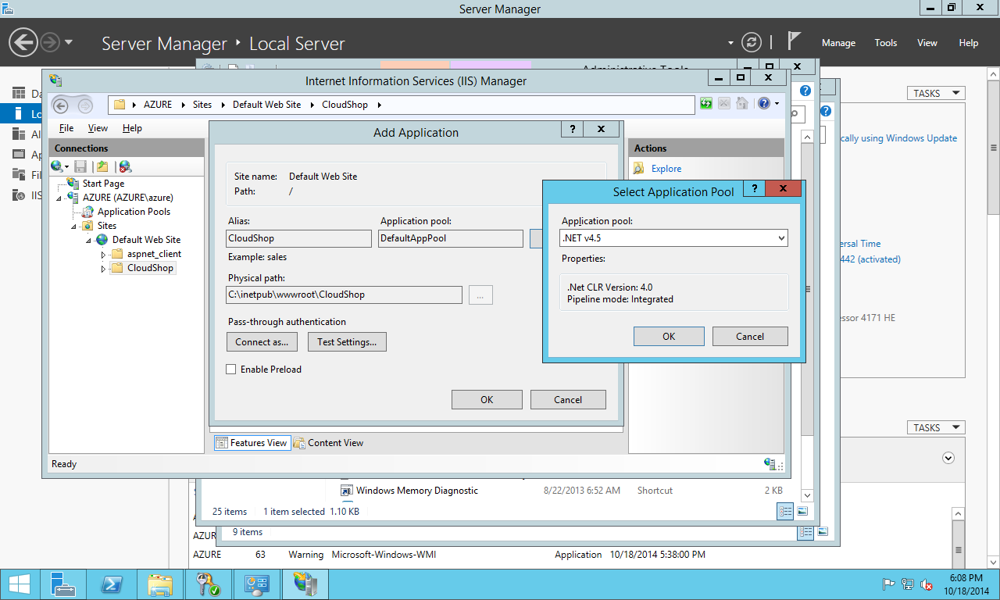 Server Manager
Server Manager ▸ Local Server
Manage Tools View Help
Administrative Tools
Internet Information Services (IIS) Manager
AZURE ▸ Sites ▸ Default Web Site ▸ CloudShop ▸
File View Help
Connections
Start Page
AZURE (AZURE\azure)
Application Pools
Sites
Default Web Site
aspnet_client
CloudShop
Add Application
Site name: Default Web Site
Path: /
Alias:
Application pool:
CloudShop
DefaultAppPool
Example: sales
Physical path:
C:\inetpub\wwwroot\CloudShop
...
Pass-through authentication
Connect as...
Test Settings...
Enable Preload
OK
Cancel
Features View
Content View
Ready
Actions
Explore
Select Application Pool
Application pool:
.NET v4.5
Properties:
.Net CLR Version: 4.0
Pipeline mode: Integrated
OK
Cancel
TASKS
cally using Windows Update
ersal Time
442 (activated)
essor 4171 HE
TASKS
Windows Memory Diagnostic 8/22/2013 6:52 AM Shortcut 2 KB
25 items 1 item selected 1.10 KB
9 items
AZUR
AZURE 63 Warning Microsoft-Windows-WMI Application 10/18/2014 5:38:00 PM
6:08 PM
10/18/2014